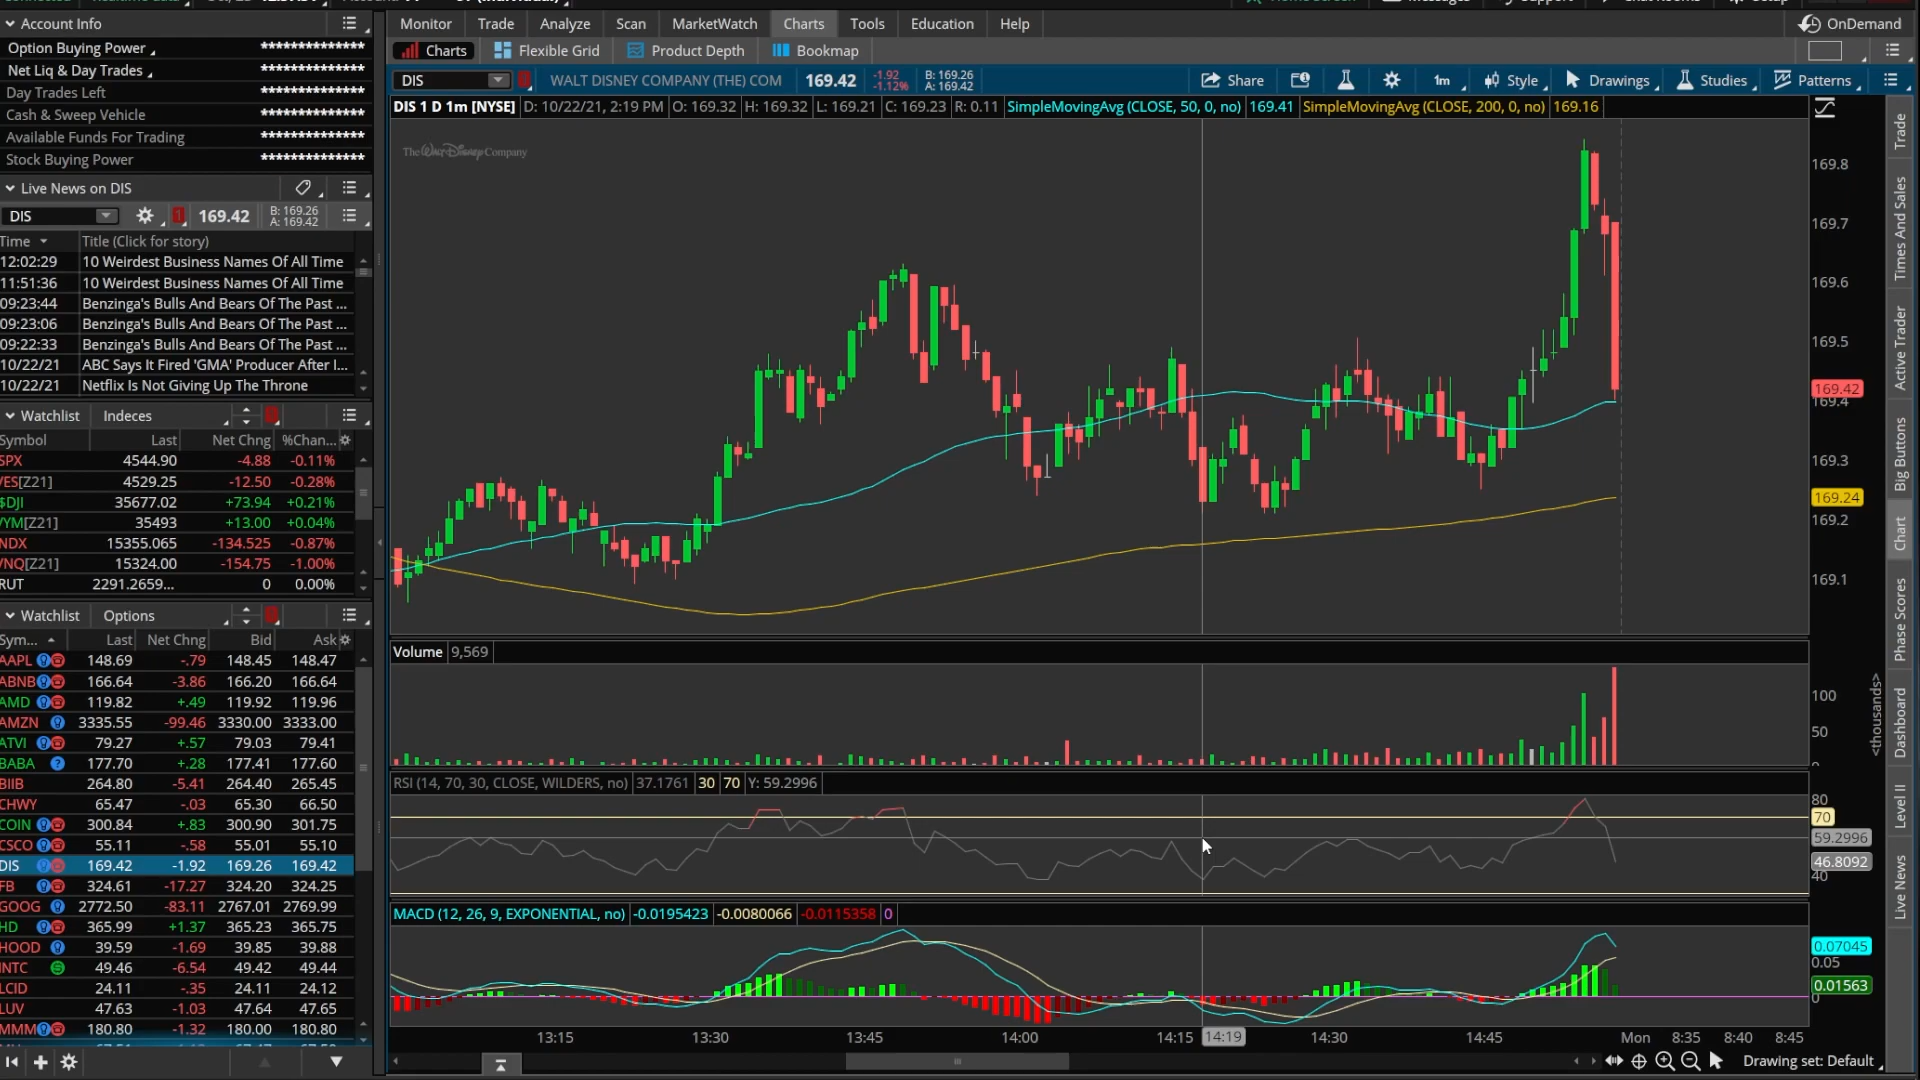 Account Info
Option Buying Power ***************
Net Liq & Day Trades ***************
Day Trades Left ***************
Cash & Sweep Vehicle ***************
Available Funds For Trading ***************
Stock Buying Power ***************
Live News on DIS
DIS 169.42 B: 169.26 A: 169.42
Time Title (Click for story)
12:02:29 10 Weirdest Business Names Of All Time
11:51:36 10 Weirdest Business Names Of All Time
09:23:44 Benzinga's Bulls And Bears Of The Past ...
09:23:06 Benzinga's Bulls And Bears Of The Past ...
09:22:33 Benzinga's Bulls And Bears Of The Past ...
10/22/21 ABC Says It Fired 'GMA' Producer After I...
10/22/21 Netflix Is Not Giving Up The Throne
Watchlist Indeces
Symbol Last Net Chng %Chan...
SPX 4544.90 -4.88 -0.11%
/ES[Z21] 4529.25 -12.50 -0.28%
$DJI 35677.02 +73.94 +0.21%
/YM[Z21] 35493 +13.00 +0.04%
NDX 15355.065 -134.525 -0.87%
/NQ[Z21] 15324.00 -154.75 -1.00%
RUT 2291.2659... 0 0.00%
Watchlist Options
Sym... Last Net Chng Bid Ask
AAPL 148.69 -.79 148.45 148.47
ABNB 166.64 -3.86 166.20 166.64
AMD 119.82 +.49 119.92 119.96
AMZN 3335.55 -99.46 3330.00 3333.00
ATVI 79.27 +.57 79.03 79.41
BABA 177.70 +.28 177.41 177.60
BIIB 264.80 -5.41 264.40 265.45
CHWY 65.47 -.03 65.30 66.50
COIN 300.84 +.83 300.90 301.75
CSCO 55.11 -.58 55.01 55.10
DIS 169.42 -1.92 169.26 169.42
FB 324.61 -17.27 324.20 324.25
GOOG 2772.50 -83.11 2767.01 2769.99
HD 365.99 +1.37 365.23 365.75
HOOD 39.59 -1.69 39.85 39.88
INTC 49.46 -6.54 49.42 49.44
LCID 24.11 -.35 24.11 24.12
LUV 47.63 -1.03 47.64 47.65
MMM 180.80 -1.32 180.00 180.80
Monitor Trade Analyze Scan MarketWatch Charts Tools Education Help OnDemand
Charts Flexible Grid Product Depth Bookmap
DIS WALT DISNEY COMPANY (THE) COM 169.42 -1.92 -1.12% B: 169.26 A: 169.42 Share 1m Style Drawings Studies Patterns
DIS 1 D 1m [NYSE] D: 10/22/21, 2:19 PM O: 169.32 H: 169.32 L: 169.21 C: 169.23 R: 0.11 SimpleMovingAvg (CLOSE, 50, 0, no) 169.41 SimpleMovingAvg (CLOSE, 200, 0, no) 169.16
The Walt Disney Company
169.8
169.7
169.6
169.5
169.42
169.4
169.3
169.24
169.2
169.1
Volume 9,569
100
50
<thousands>
RSI (14, 70, 30, CLOSE, WILDERS, no) 37.1761 30 70 Y: 59.2996
80
70
59.2996
46.8092
40
MACD (12, 26, 9, EXPONENTIAL, no) -0.0195423 -0.0080066 -0.0115358 0
0.07045
0.05
0.01563
0
13:15 13:30 13:45 14:00 14:15 14:19 14:30 14:45 Mon 8:35 8:40 8:45
Drawing set: Default
Trade
Times And Sales
Active Trader
Big Buttons
Chart
Phase Scores
Dashboard
Level II
Live News